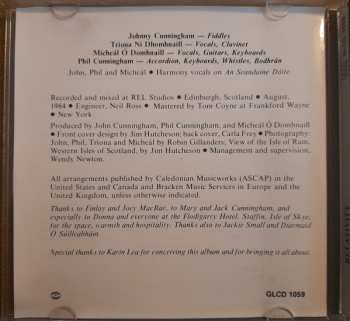 Johnny Cunningham — Fiddles
Tríona Ní Dhomhnaill — Vocals, Clavinet
Mícheál Ó Domhnaill — Vocals, Guitars, Keyboards
Phil Cunningham — Accordion, Keyboards, Whistles, Bodhrán
John, Phil and Mícheál ● Harmony vocals on An Seanduine Dóite
Recorded and mixed at REL Studios ● Edinburgh, Scotland ● August,
1984 ● Engineer, Neil Ross ● Mastered by Tom Coyne at Frankford Wayne
● New York
Produced by John Cunningham, Phil Cunningham, and Mícheál Ó Domhnaill
● Front cover design by Jim Hutcheson; back cover, Carla Frey ● Photography:
John, Phil, Tríona and Mícheál by Robin Gillanders, View of the Isle of Rum,
Western Isles of Scotland, by Jim Hutcheson ● Management and supervision,
Wendy Newton.
All arrangements published by Caledonian Musicworks (ASCAP) in the
United States and Canada and Bracken Music Services in Europe and the
United Kingdom, unless otherwise indicated.
Thanks to Finlay and Joey MacRae, to Mary and Jack Cunningham, and
especially to Donna and everyone at the Flodigarry Hotel, Staffin, Isle of Skye,
for the space, warmth and hospitality. Thanks also to Jackie Small and Diarmaid
Ó Súilleabháin.
Special thanks to Karin Lea for conceiving this album and for bringing it all about.
GLCD 1059